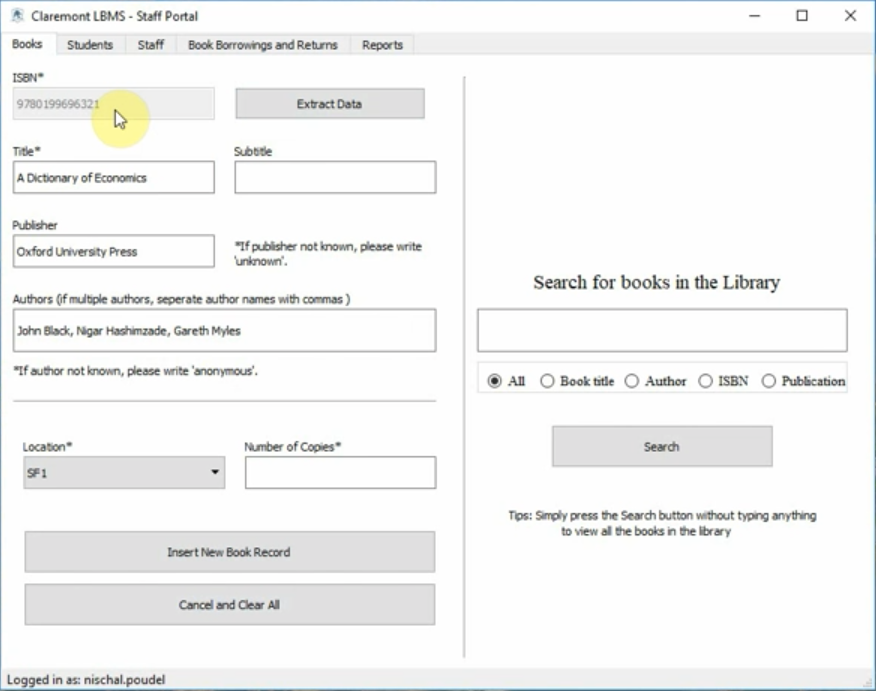 Claremont LBMS - Staff Portal
Books Students Staff Book Borrowings and Returns Reports
ISBN*
9780199696321
Extract Data
Title*
Subtitle
A Dictionary of Economics
Publisher
Oxford University Press
*If publisher not known, please write
'unknown'.
Authors (if multiple authors, seperate author names with commas )
John Black, Nigar Hashimzade, Gareth Myles
*If author not known, please write 'anonymous'.
Location*
Number of Copies*
SF1
Insert New Book Record
Cancel and Clear All
Search for books in the Library
All Book title Author ISBN Publication
Search
Tips: Simply press the Search button without typing anything
to view all the books in the library
Logged in as: nischal.poudel